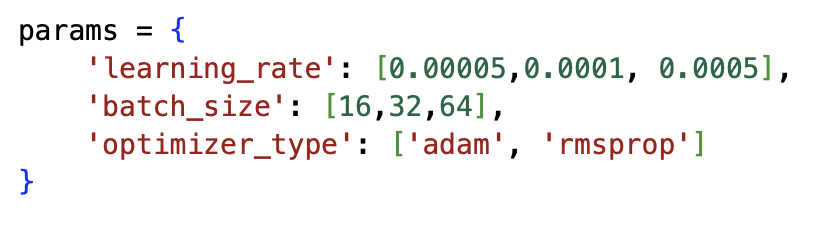 params = {
    'learning_rate': [0.00005,0.0001, 0.0005],
    'batch_size': [16,32,64],
    'optimizer_type': ['adam', 'rmsprop']
}